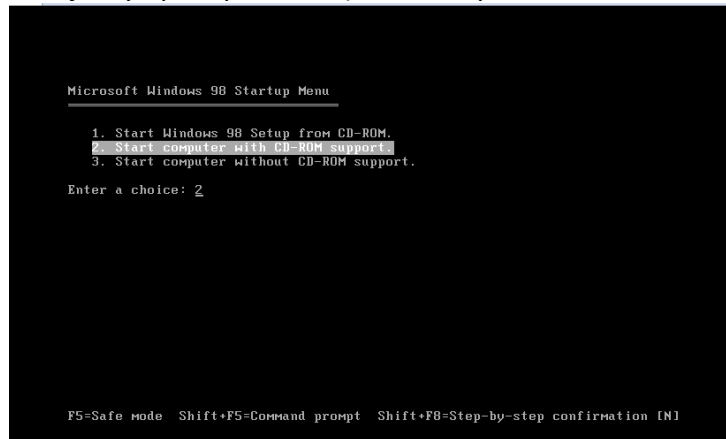 Microsoft Windows 98 Startup Menu
1. Start Windows 98 Setup from CD-ROM.
2. Start computer with CD-ROM support.
3. Start computer without CD-ROM support.
Enter a choice: 2
F5=Safe mode Shift+F5=Command prompt Shift+F8=Step-by-step confirmation [N]